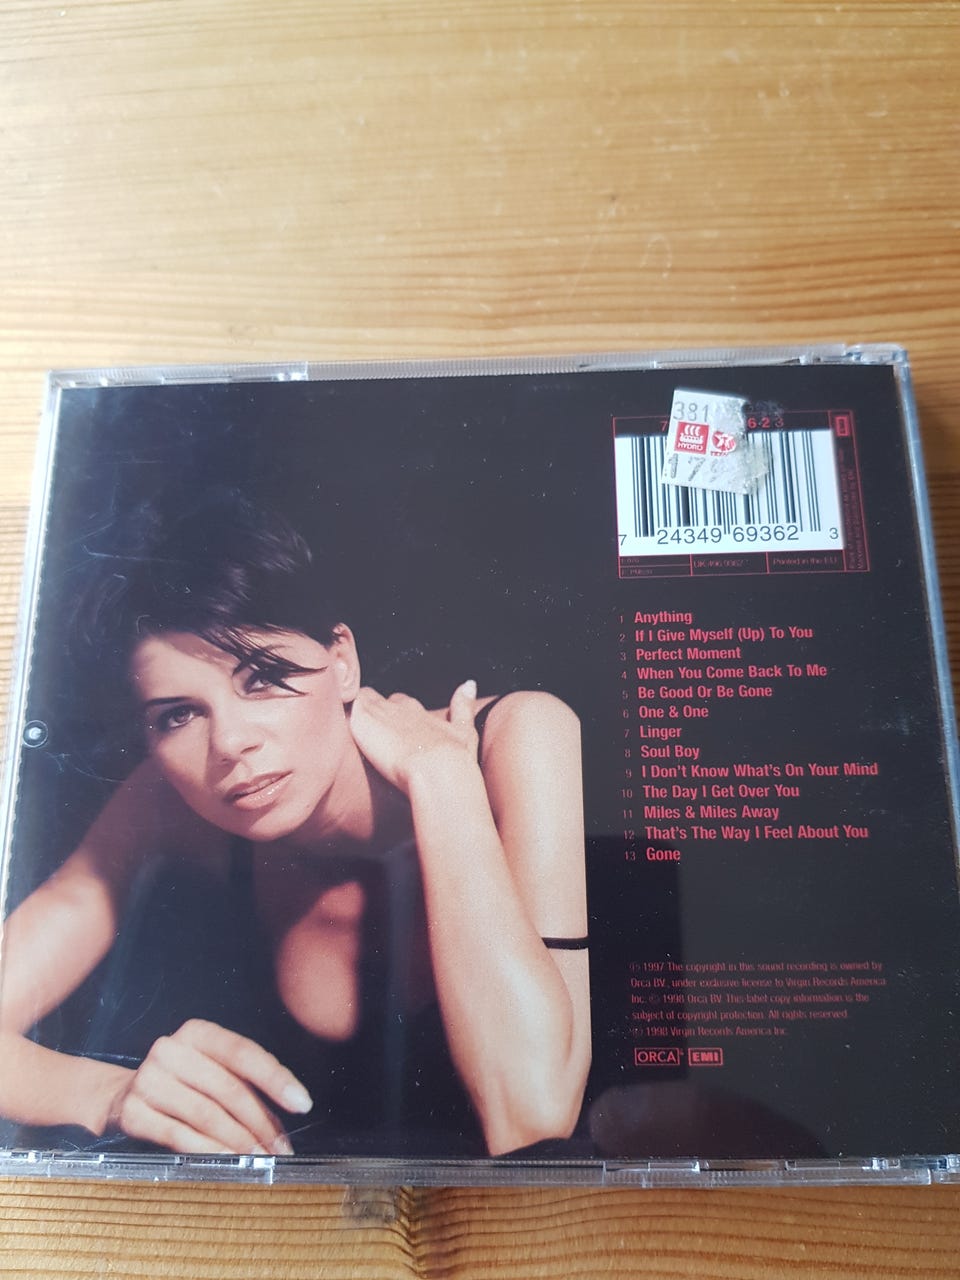 381
HYDRO
6-2 3
7 24349 69362 3
Printed in the EU
1 Anything
2 If I Give Myself (Up) To You
3 Perfect Moment
4 When You Come Back To Me
5 Be Good Or Be Gone
6 One & One
7 Linger
8 Soul Boy
9 I Don't Know What's On Your Mind
10 The Day I Get Over You
11 Miles & Miles Away
12 That's The Way I Feel About You
13 Gone
℗ 1997 The copyright in this sound recording is owned by
Orca BV., under exclusive license to Virgin Records America
Inc. © 1998 Orca BV. This label copy information is the
subject of copyright protection. All rights reserved.
© 1998 Virgin Records America Inc.
ORCA EMI